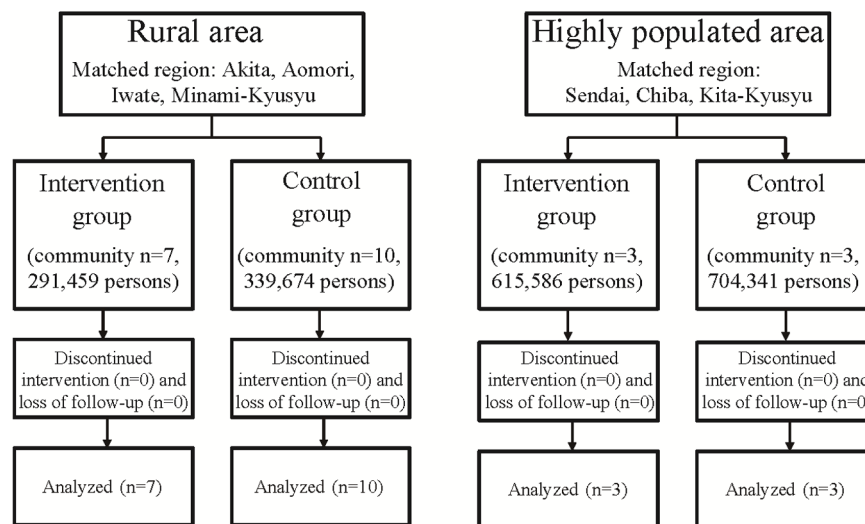 Rural area
Matched region: Akita, Aomori,
Iwate, Minami-Kyusyu
Intervention
group
(community n=7,
291,459 persons)
Control
group
(community n=10,
339,674 persons)
Discontinued
intervention (n=0) and
loss of follow-up (n=0)
Discontinued
intervention (n=0) and
loss of follow-up (n=0)
Analyzed (n=7)
Analyzed (n=10)
Highly populated area
Matched region:
Sendai, Chiba, Kita-Kyusyu
Intervention
group
(community n=3,
615,586 persons)
Control
group
(community n=3,
704,341 persons)
Discontinued
intervention (n=0) and
loss of follow-up (n=0)
Discontinued
intervention (n=0) and
loss of follow-up (n=0
Analyzed (n=3)
Analyzed (n=3)